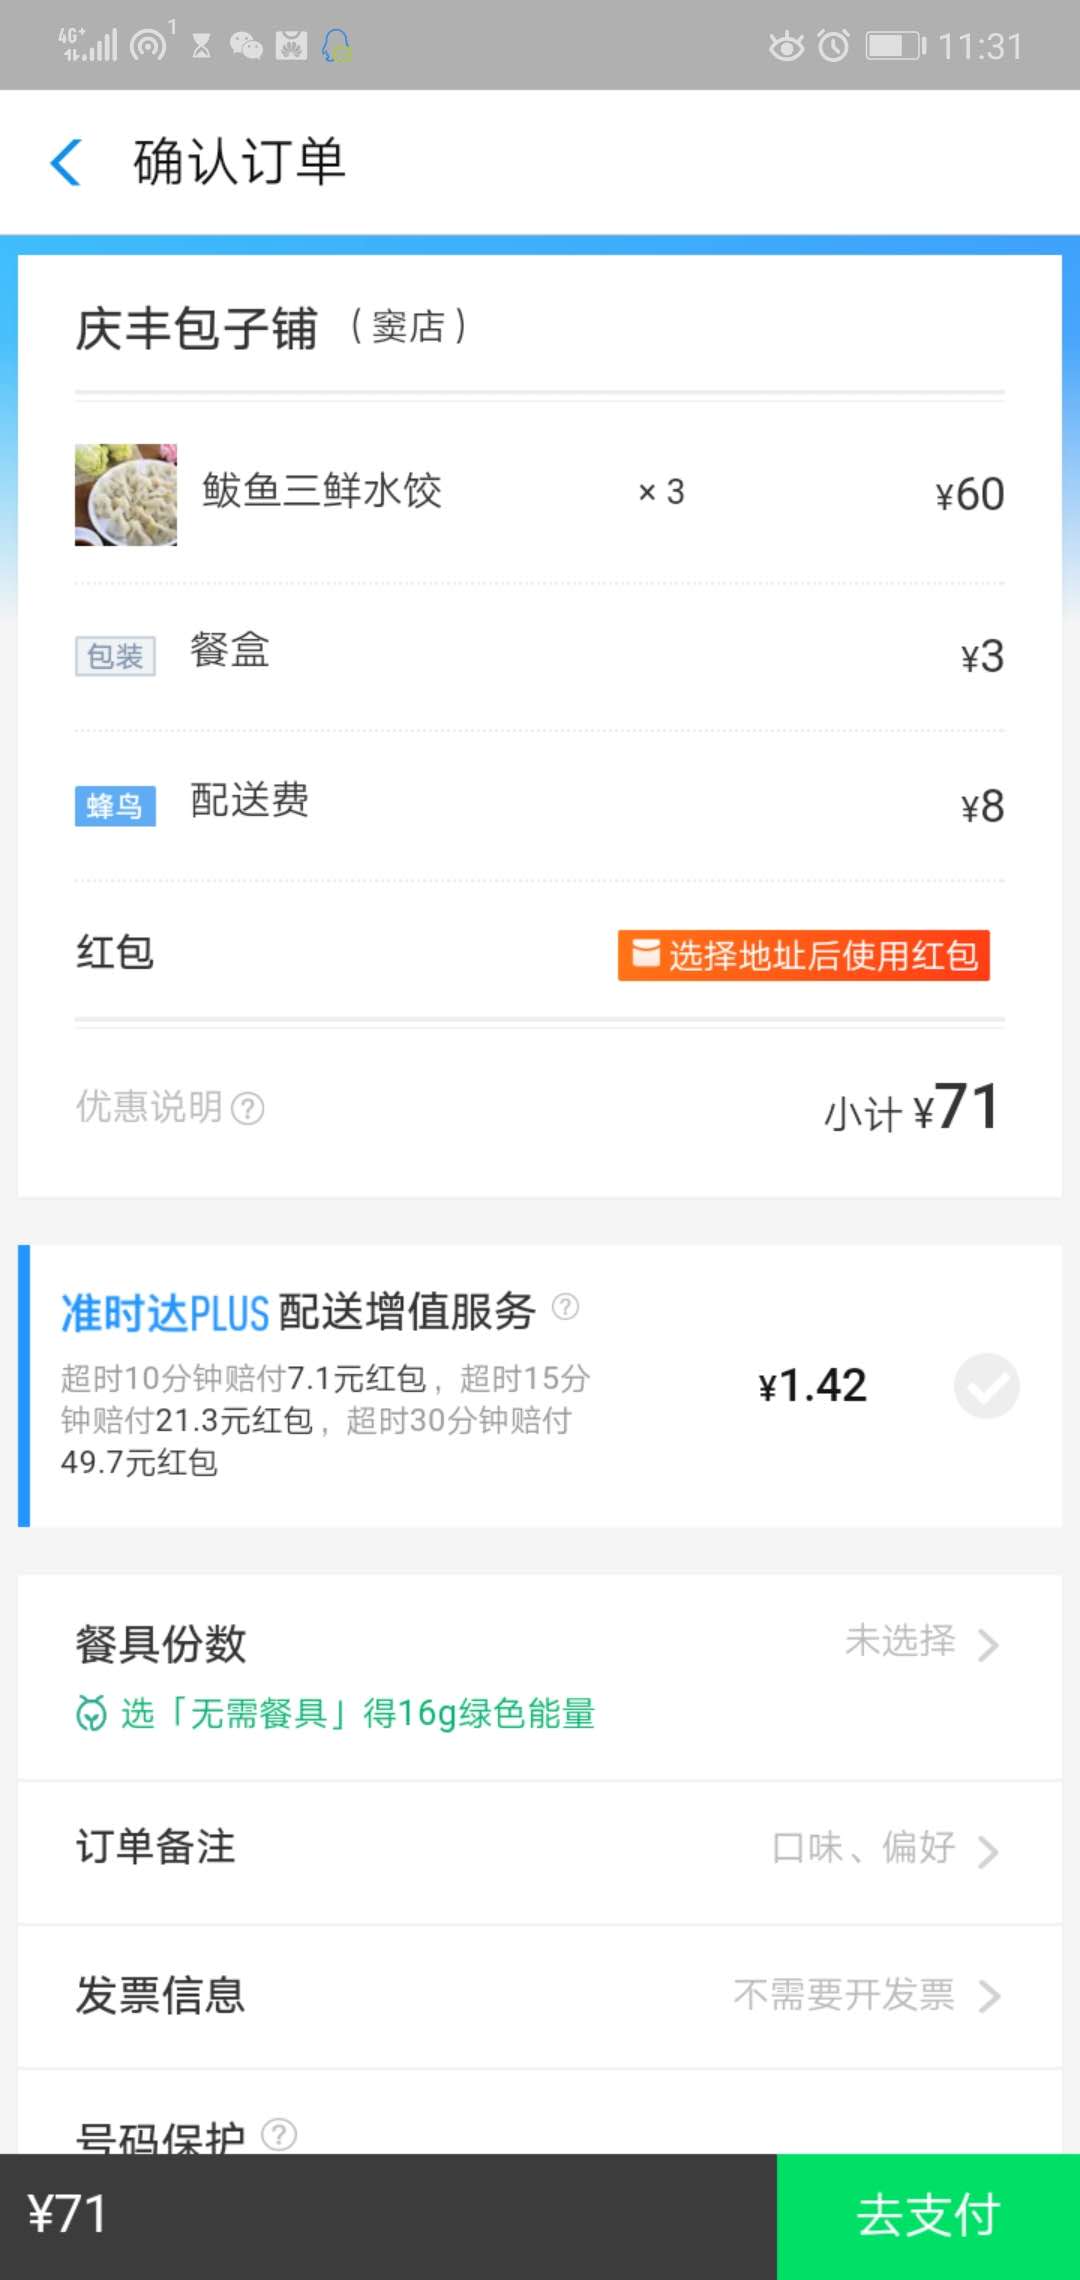 4G+ 1 11:31
确认订单
庆丰包子铺 （窦店）
鲅鱼三鲜水饺 × 3 ¥60
包装 餐盒 ¥3
蜂鸟 配送费 ¥8
红包 选择地址后使用红包
优惠说明? 小计 ¥71
准时达PLUS 配送增值服务 ?
超时10分钟赔付7.1元红包，超时15分
钟赔付21.3元红包，超时30分钟赔付
49.7元红包
¥1.42
餐具份数 未选择
选「无需餐具」得16g绿色能量
订单备注 口味、偏好
发票信息 不需要开发票
号码保护 ?
¥71 去支付